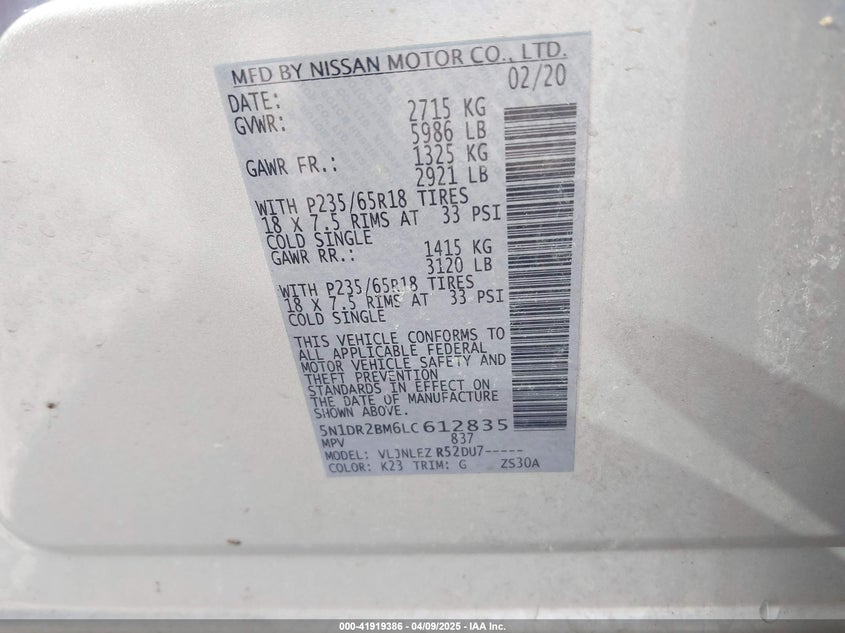 MFD BY NISSAN MOTOR CO., LTD.
DATE: 02/20
GVWR: 2715 KG
5986 LB
GAWR FR.: 1325 KG
2921 LB
WITH P235/65R18 TIRES
18 X 7.5 RIMS AT 33 PSI
COLD SINGLE
GAWR RR.: 1415 KG
3120 LB
WITH P235/65R18 TIRES
18 X 7.5 RIMS AT 33 PSI
COLD SINGLE
THIS VEHICLE CONFORMS TO
ALL APPLICABLE FEDERAL
MOTOR VEHICLE SAFETY AND
THEFT PREVENTION
STANDARDS IN EFFECT ON
THE DATE OF MANUFACTURE
SHOWN ABOVE.
5N1DR2BM6LC612835
MPV 837
MODEL: VLJNLEZ R52DU7-----
COLOR: K23 TRIM: G ZS30A
000-41919386 - 04/09/2025 - IAA Inc.